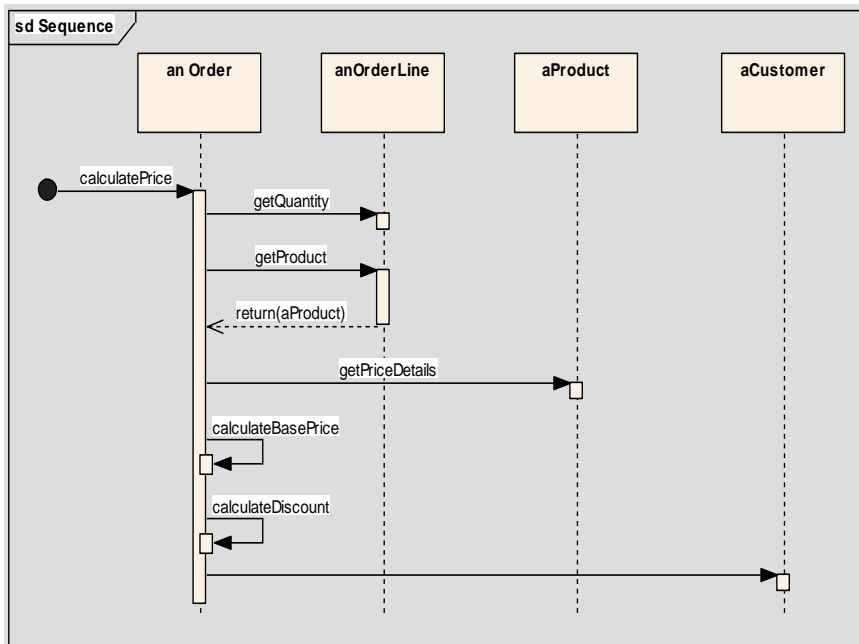 sd Sequence
an Order
anOrderLine
aProduct
aCustomer
calculatePrice
getQuantity
getProduct
return(aProduct)
getPriceDetails
calculateBasePrice
calculateDiscount